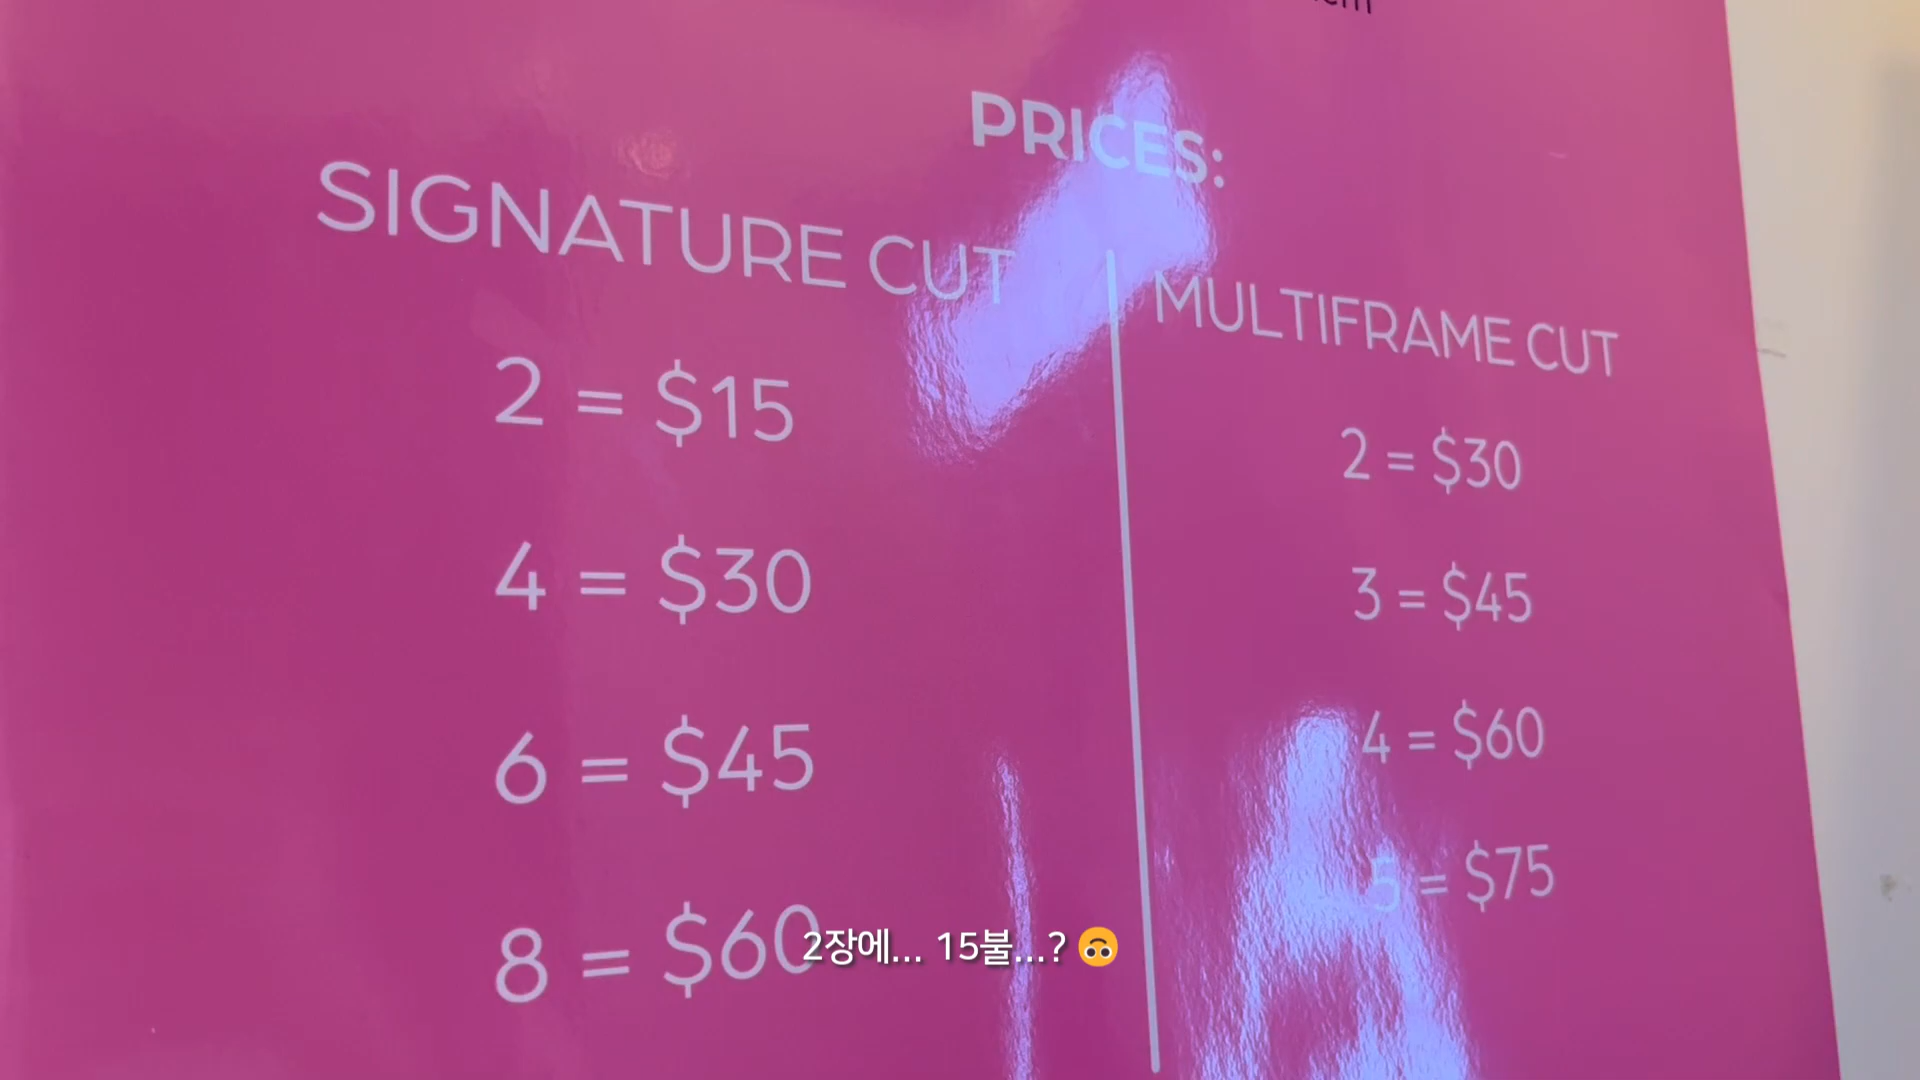 PRICES:
SIGNATURE CUT
2 = $15
4 = $30
6 = $45
8 = $60
MULTIFRAME CUT
2 = $30
3 = $45
4 = $60
5 = $75
2장에... 15불...? 🙃